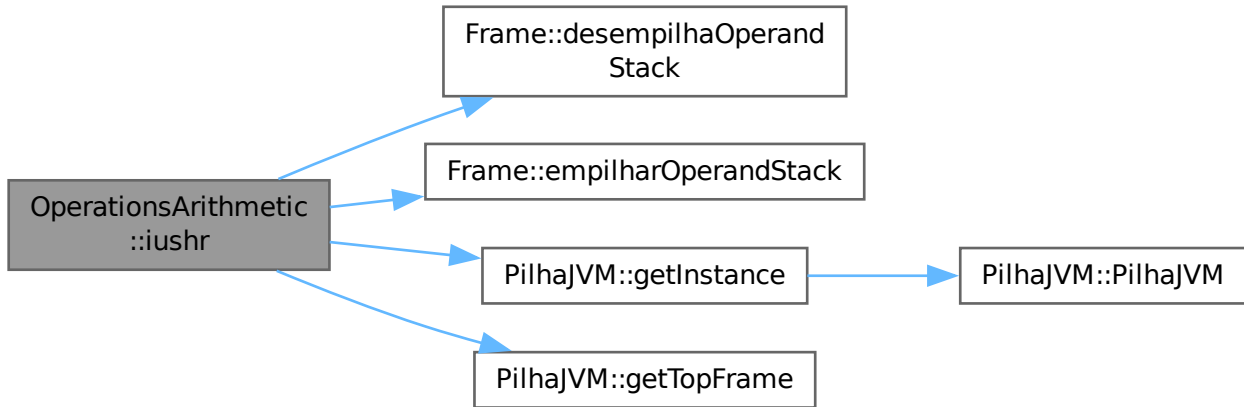 Frame::desempilhaOperand
Stack
Frame::empilharOperandStack
OperationsArithmetic
::iushr
PilhaJVM::getInstance
PilhaJVM::PilhaJVM
PilhaJVM::getTopFrame